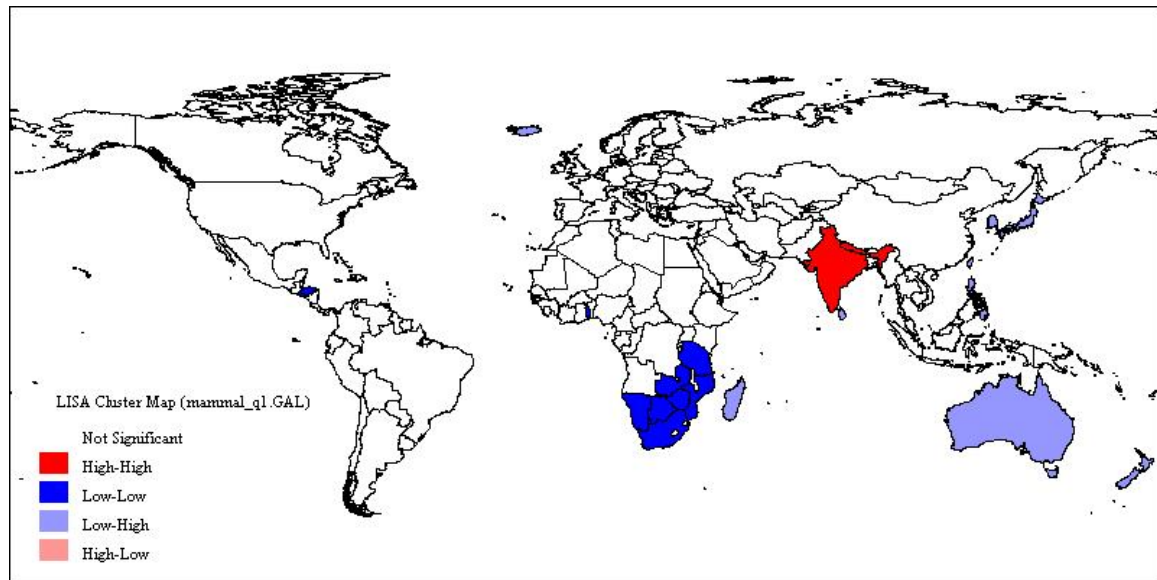 LISA Cluster Map (mammal_q1.GAL)
Not Significant
High-High
Low-Low
Low-High
High-Low